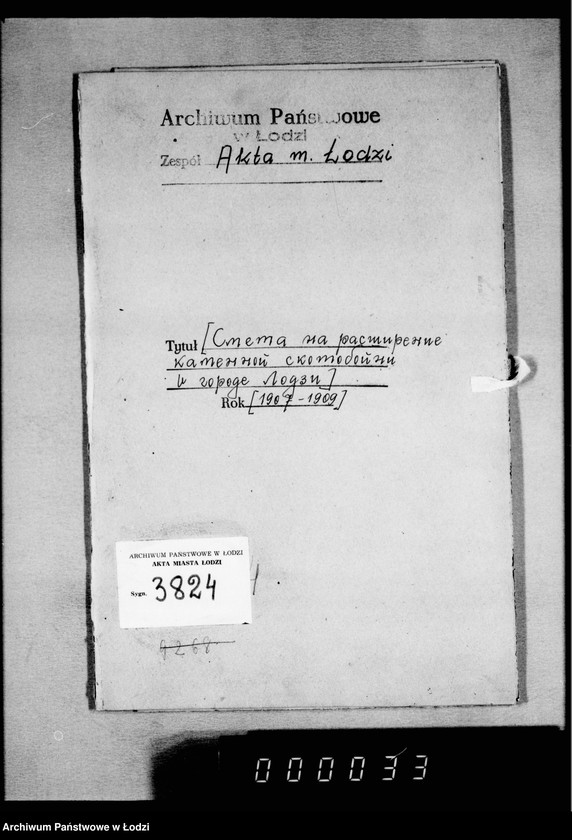 Archiwum Państwowe
w Łodzi
Zespół Akta m. Łodzi
Tytuł [Смета на расширение
каменной скотобойни
в городе Лодзи]
Rok [1907-1909]
ARCHIWUM PAŃSTWOWE W ŁODZI
AKTA MIASTA ŁODZI
Sygn. 3824
9268
000033
Archiwum Państwowe w Łodzi